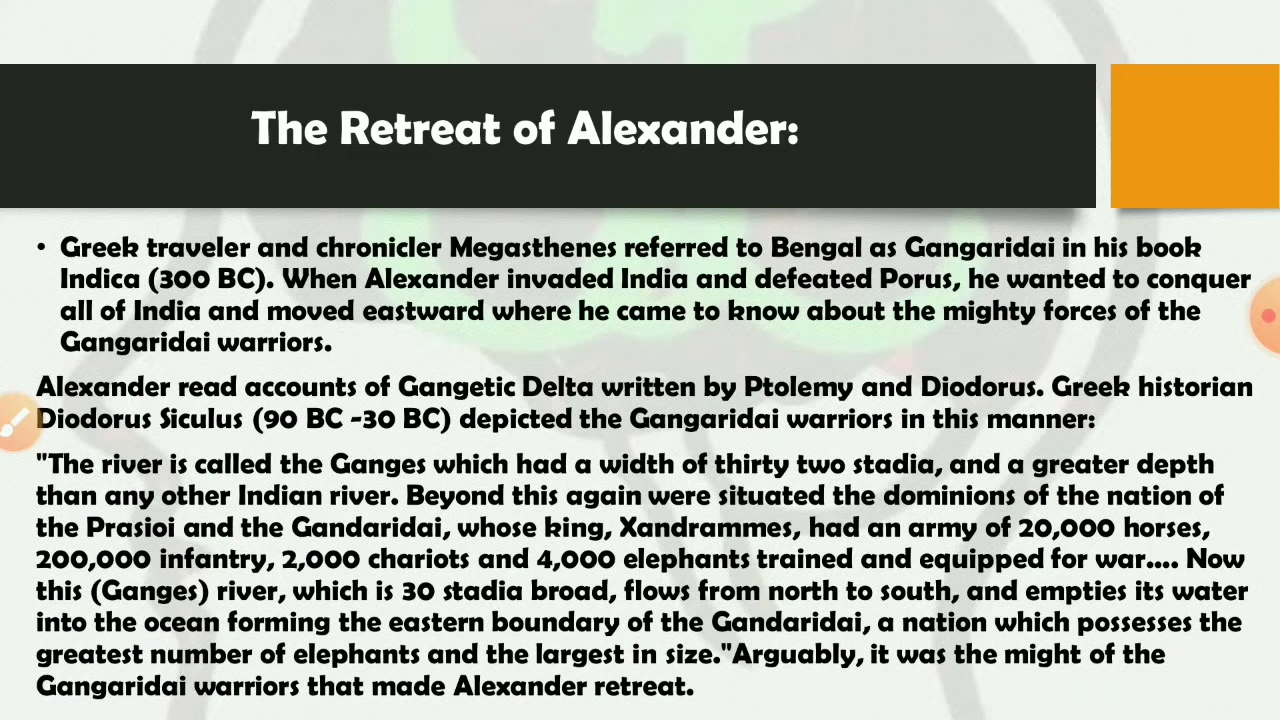 The Retreat of Alexander:
• Greek traveler and chronicler Megasthenes referred to Bengal as Gangaridai in his book
Indica (300 BC). When Alexander invaded India and defeated Porus, he wanted to conquer
all of India and moved eastward where he came to know about the mighty forces of the
Gangaridai warriors.
Alexander read accounts of Gangetic Delta written by Ptolemy and Diodorus. Greek historian
Diodorus Siculus (90 BC -30 BC) depicted the Gangaridai warriors in this manner:
"The river is called the Ganges which had a width of thirty two stadia, and a greater depth
than any other Indian river. Beyond this again were situated the dominions of the nation of
the Prasioi and the Gandaridai, whose king, Xandrammes, had an army of 20,000 horses,
200,000 infantry, 2,000 chariots and 4,000 elephants trained and equipped for war.... Now
this (Ganges) river, which is 30 stadia broad, flows from north to south, and empties its water
into the ocean forming the eastern boundary of the Gandaridai, a nation which possesses the
greatest number of elephants and the largest in size."Arguably, it was the might of the
Gangaridai warriors that made Alexander retreat.